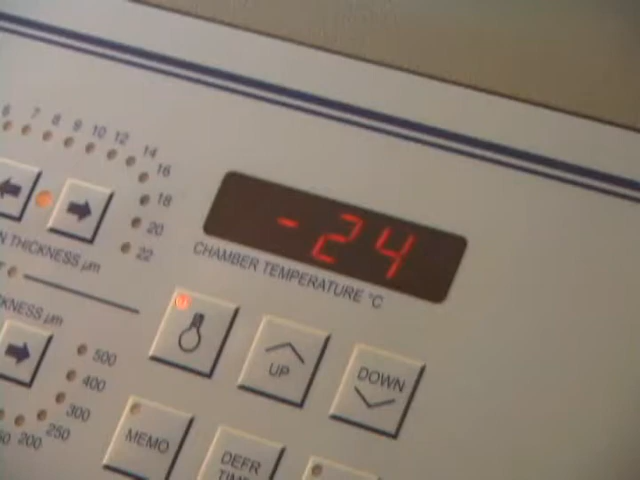 6 7 8 9 10 12 14
16
18
20
22
N THICKNESS µm
-24
CHAMBER TEMPERATURE °C
KNESS µm
UP
DOWN
500
400
300
250
200
MEMO
DEFR